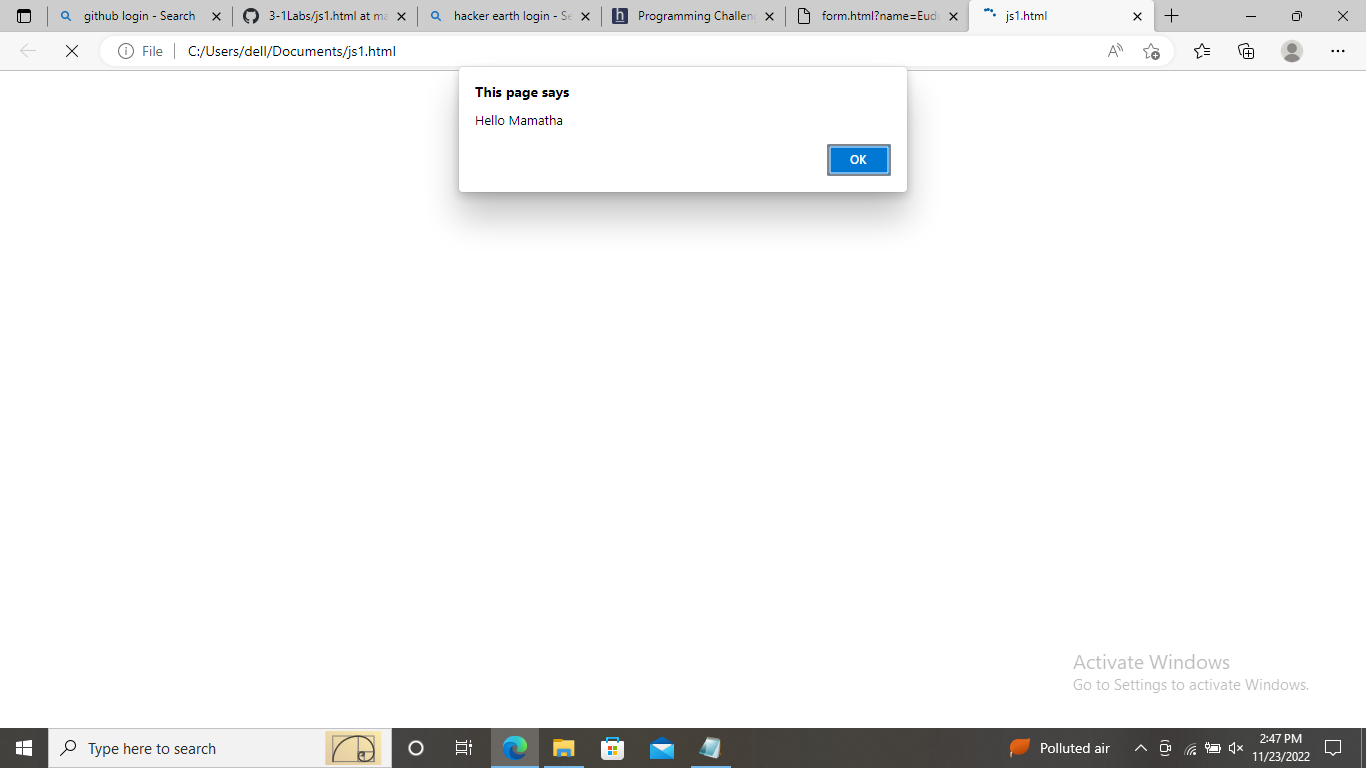 github login - Search
3-1Labs/js1.html at ma
hacker earth login - Se
Programming Challen
form.html?name=Eud
js1.html
File
C:/Users/dell/Documents/js1.html
This page says
Hello Mamatha
OK
Activate Windows
Go to Settings to activate Windows.
Type here to search
Polluted air
2:47 PM
11/23/2022